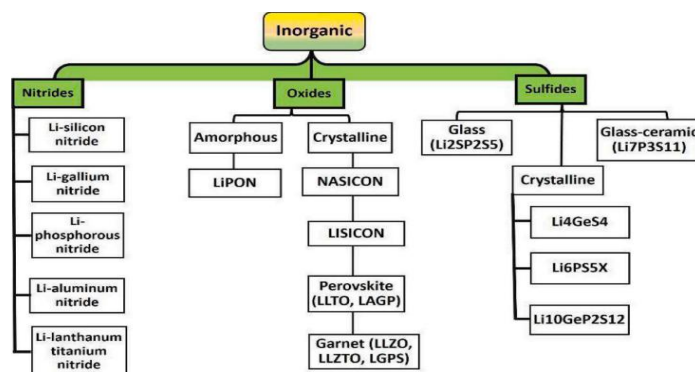 Inorganic
Nitrides
Oxides
Sulfides
Li-silicon
nitride
Li-gallium
nitride
Li-
phosphorous
nitride
Li-aluminum
nitride
Li-lanthanum
titanium
nitride
Amorphous
LiPON
Crystalline
NASICON
LISICON
Perovskite
(LLTO, LAGP)
Garnet (LLZO,
LLZTO, LGPS)
Glass
(Li2SP2S5)
Crystalline
Li4GeS4
Li6PS5X
Li10GeP2S12
Glass-ceramic
(Li7P3S11)